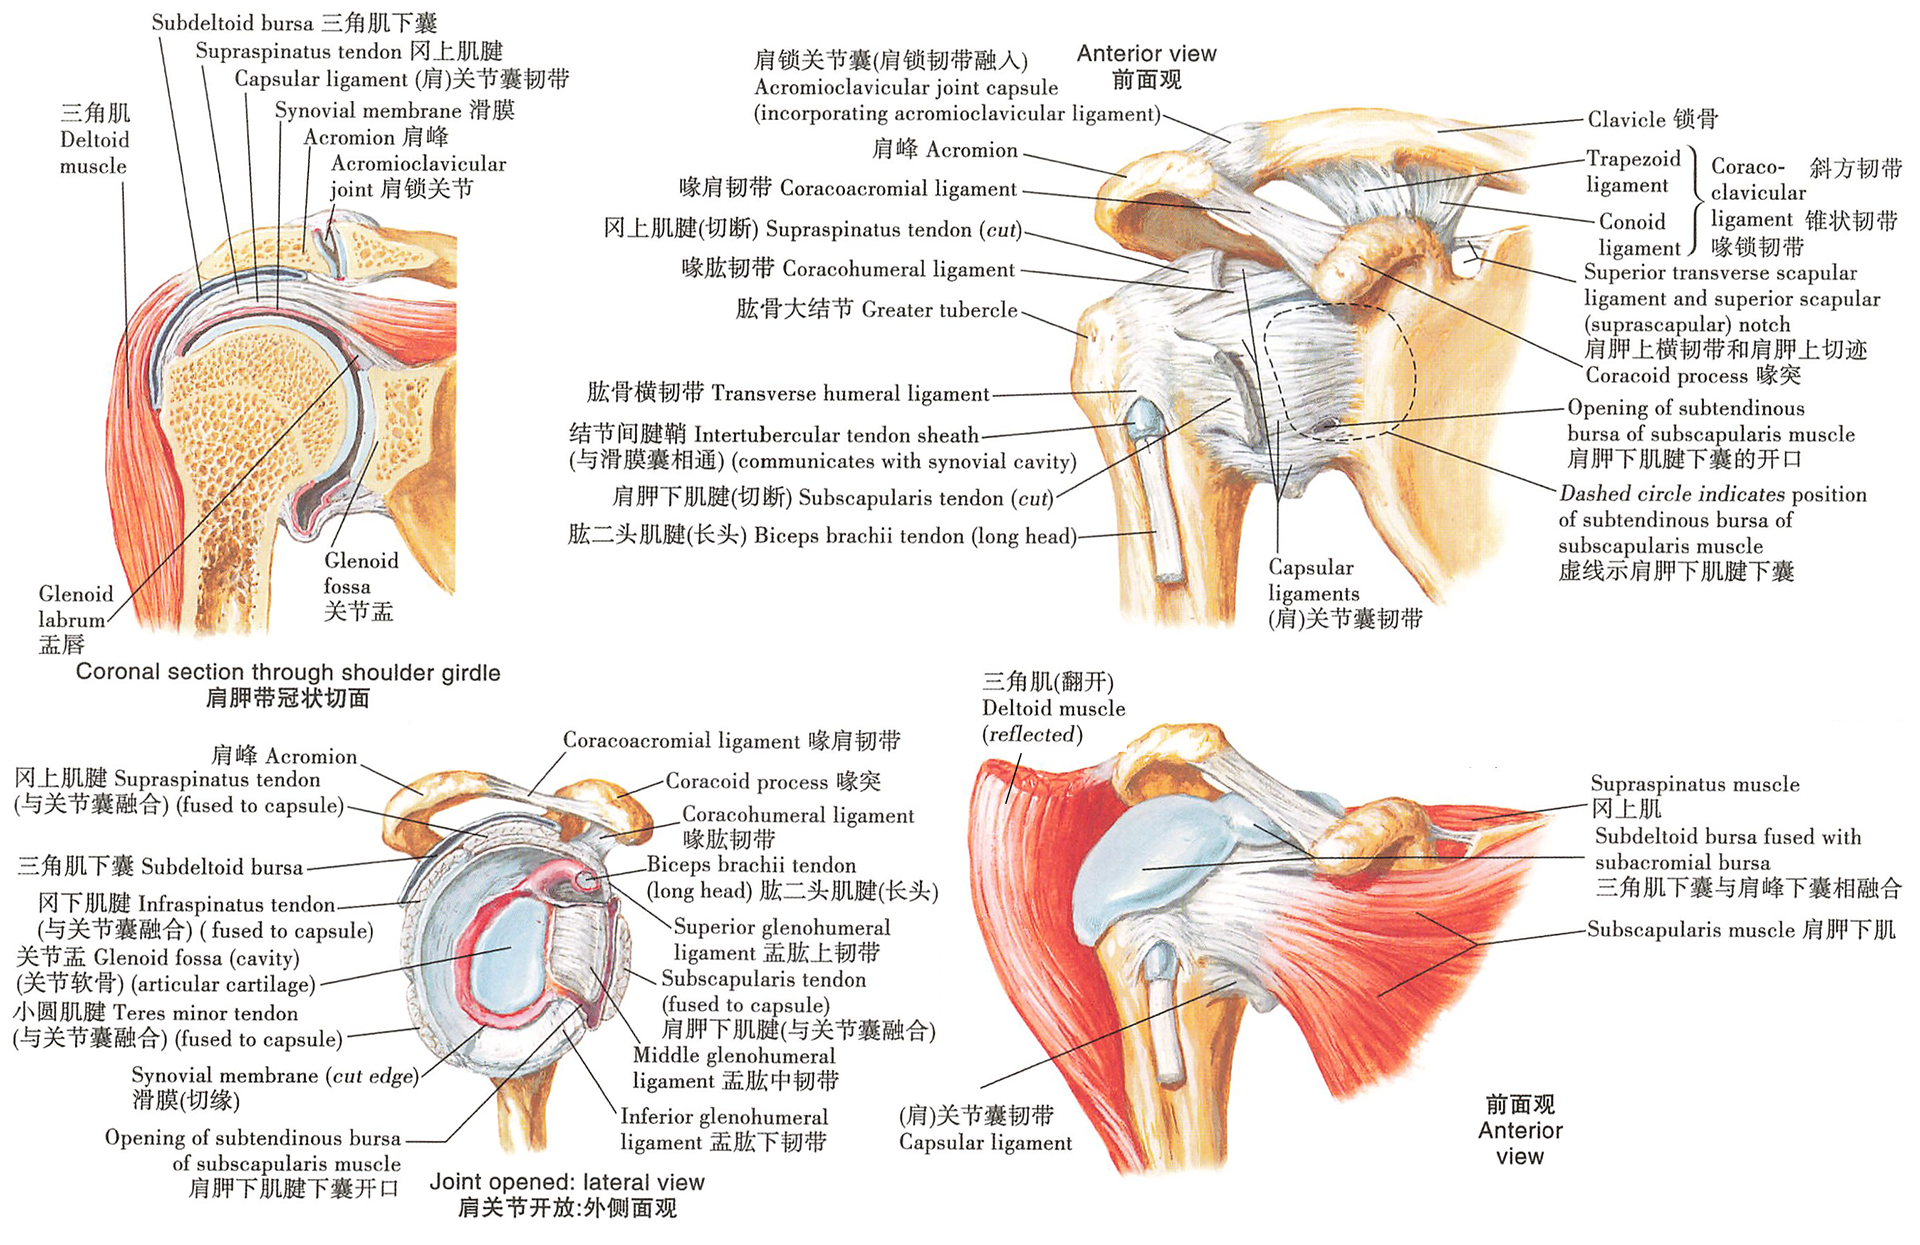 Subdeltoid bursa 三角肌下囊
Supraspinatus tendon 冈上肌腱
Capsular ligament (肩)关节囊韧带
Synovial membrane 滑膜
Acromion 肩峰
Acromioclavicular
joint 肩锁关节
三角肌
Deltoid
muscle
Glenoid
labrum
盂唇
Glenoid
fossa
关节盂
Coronal section through shoulder girdle
肩胛带冠状切面
Anterior view
前面观
肩锁关节囊(肩锁韧带融入)
Acromioclavicular joint capsule
(incorporating acromioclavicular ligament)
肩峰 Acromion
喙肩韧带 Coracoacromial ligament
冈上肌腱(切断) Supraspinatus tendon (cut)
喙肱韧带 Coracohumeral ligament
肱骨大结节 Greater tubercle
肱骨横韧带 Transverse humeral ligament
结节间腱鞘 Intertubercular tendon sheath
(与滑膜囊相通) (communicates with synovial cavity)
肩胛下肌腱(切断) Subscapularis tendon (cut)
肱二头肌腱(长头) Biceps brachii tendon (long head)
Capsular
ligaments
(肩)关节囊韧带
Clavicle 锁骨
Trapezoid
ligament
Conoid
ligament
Coraco- 斜方韧带
clavicular
ligament 锥状韧带
喙锁韧带
Superior transverse scapular
ligament and superior scapular
(suprascapular) notch
肩胛上横韧带和肩胛上切迹
Coracoid process 喙突
Opening of subtendinous
bursa of subscapularis muscle
肩胛下肌腱下囊的开口
Dashed circle indicates position
of subtendinous bursa of
subscapularis muscle
虚线示肩胛下肌腱下囊
肩峰 Acromion
冈上肌腱 Supraspinatus tendon
(与关节囊融合) (fused to capsule)
三角肌下囊 Subdeltoid bursa
冈下肌腱 Infraspinatus tendon
(与关节囊融合) ( fused to capsule)
关节盂 Glenoid fossa (cavity)
(关节软骨) (articular cartilage)
小圆肌腱 Teres minor tendon
(与关节囊融合) (fused to capsule)
Synovial membrane (cut edge)
滑膜(切缘)
Opening of subtendinous bursa
of subscapularis muscle
肩胛下肌腱下囊开口
Coracoacromial ligament 喙肩韧带
Coracoid process 喙突
Coracohumeral ligament
喙肱韧带
Biceps brachii tendon
(long head) 肱二头肌腱(长头)
Superior glenohumeral
ligament 盂肱上韧带
Subscapularis tendon
(fused to capsule)
肩胛下肌腱(与关节囊融合)
Middle glenohumeral
ligament 盂肱中韧带
Inferior glenohumeral
ligament 盂肱下韧带
Joint opened: lateral view
肩关节开放:外侧面观
三角肌(翻开)
Deltoid muscle
(reflected)
Supraspinatus muscle
冈上肌
Subdeltoid bursa fused with
subacromial bursa
三角肌下囊与肩峰下囊相融合
Subscapularis muscle 肩胛下肌
(肩)关节囊韧带
Capsular ligament
前面观
Anterior
view